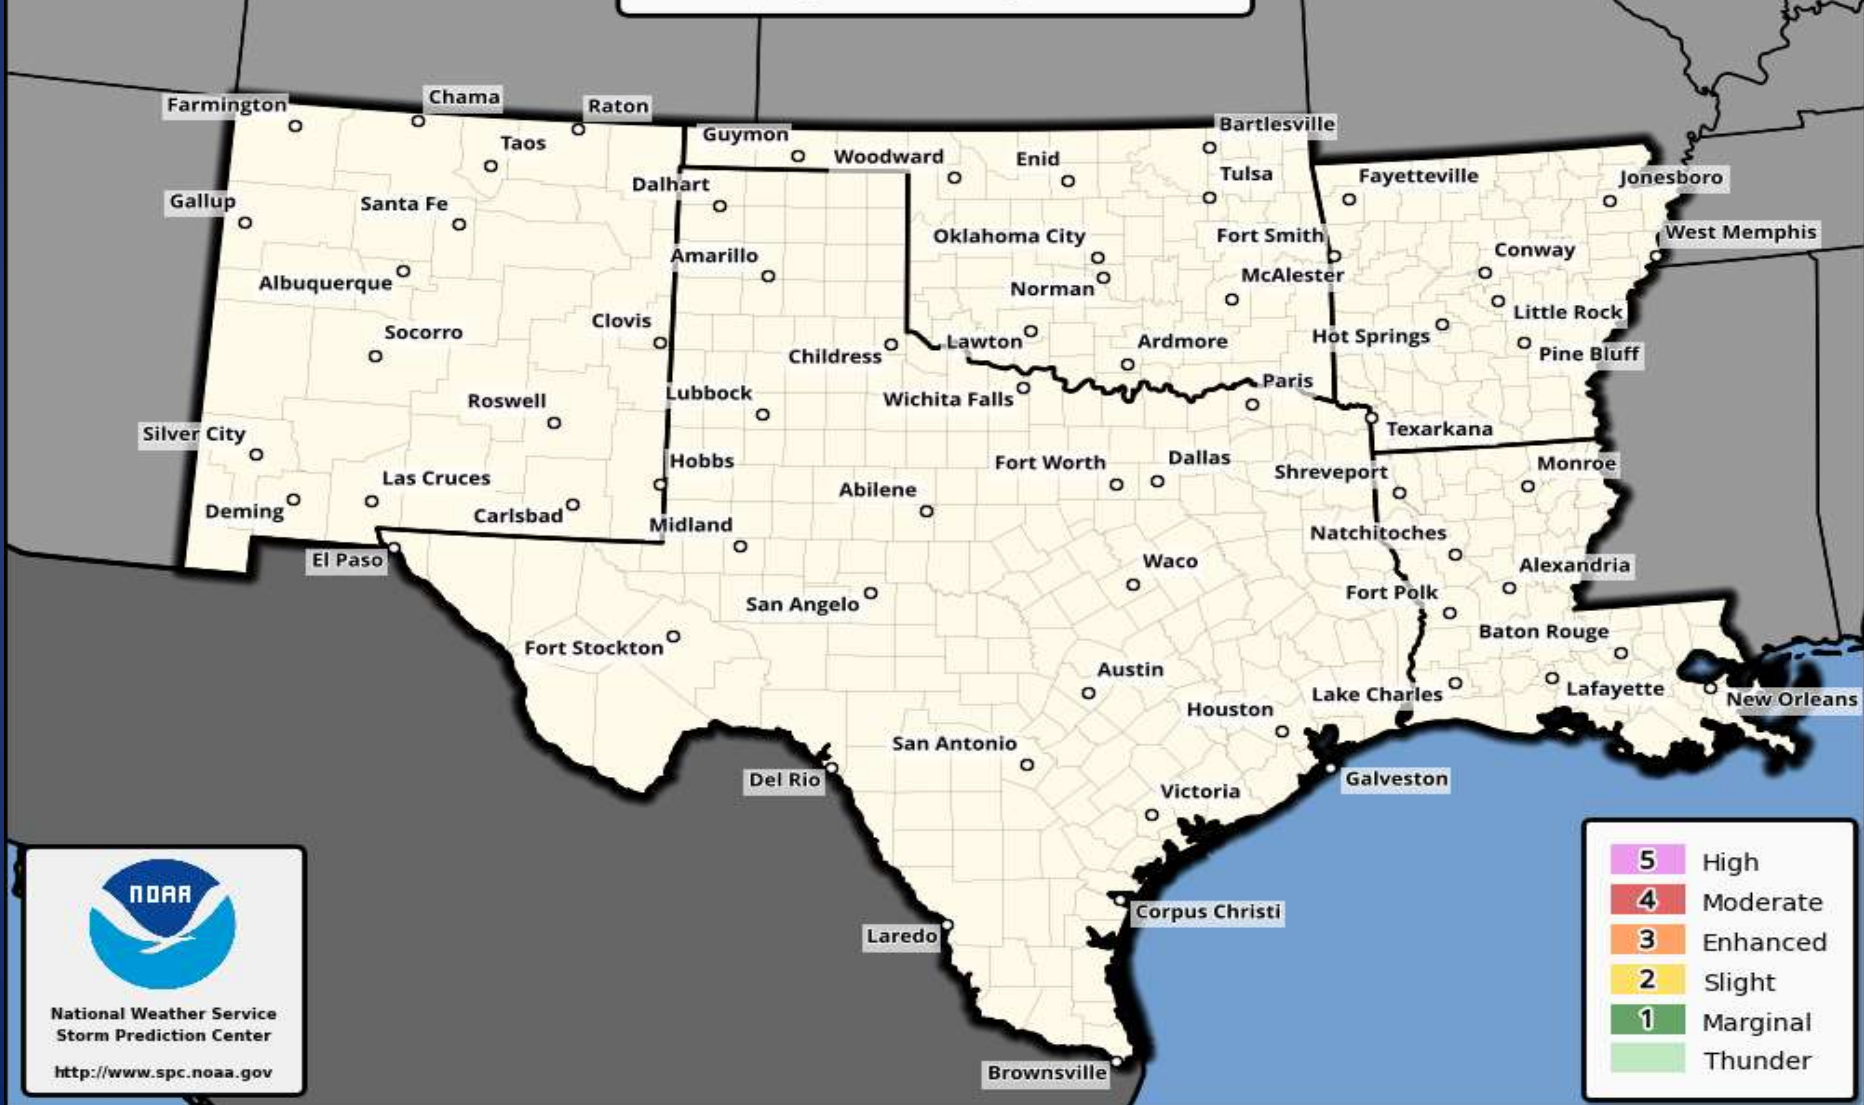 Farmington
Chama
Raton
Taos
Guymon
Woodward
Enid
Bartlesville
Tulsa
Fayetteville
Jonesboro
Dalhart
Gallup
Santa Fe
Oklahoma City
Fort Smith
West Memphis
Conway
Amarillo
McAlester
Albuquerque
Norman
Little Rock
Clovis
Socorro
Hot Springs
Lawton
Ardmore
Childress
Pine Bluff
Paris
Lubbock
Wichita Falls
Roswell
Texarkana
Silver City
Hobbs
Fort Worth
Dallas
Shreveport
Monroe
Las Cruces
Abilene
Deming
Carlsbad
Midland
Natchitoches
El Paso
Waco
Alexandria
Fort Polk
San Angelo
Baton Rouge
Fort Stockton
Austin
Lake Charles
Lafayette
New Orleans
Houston
San Antonio
Del Rio
Galveston
Victoria
Corpus Christi
Laredo
Brownsville
NOAA
National Weather Service
Storm Prediction Center
http://www.spc.noaa.gov
5 High
4 Moderate
3 Enhanced
2 Slight
1 Marginal
Thunder